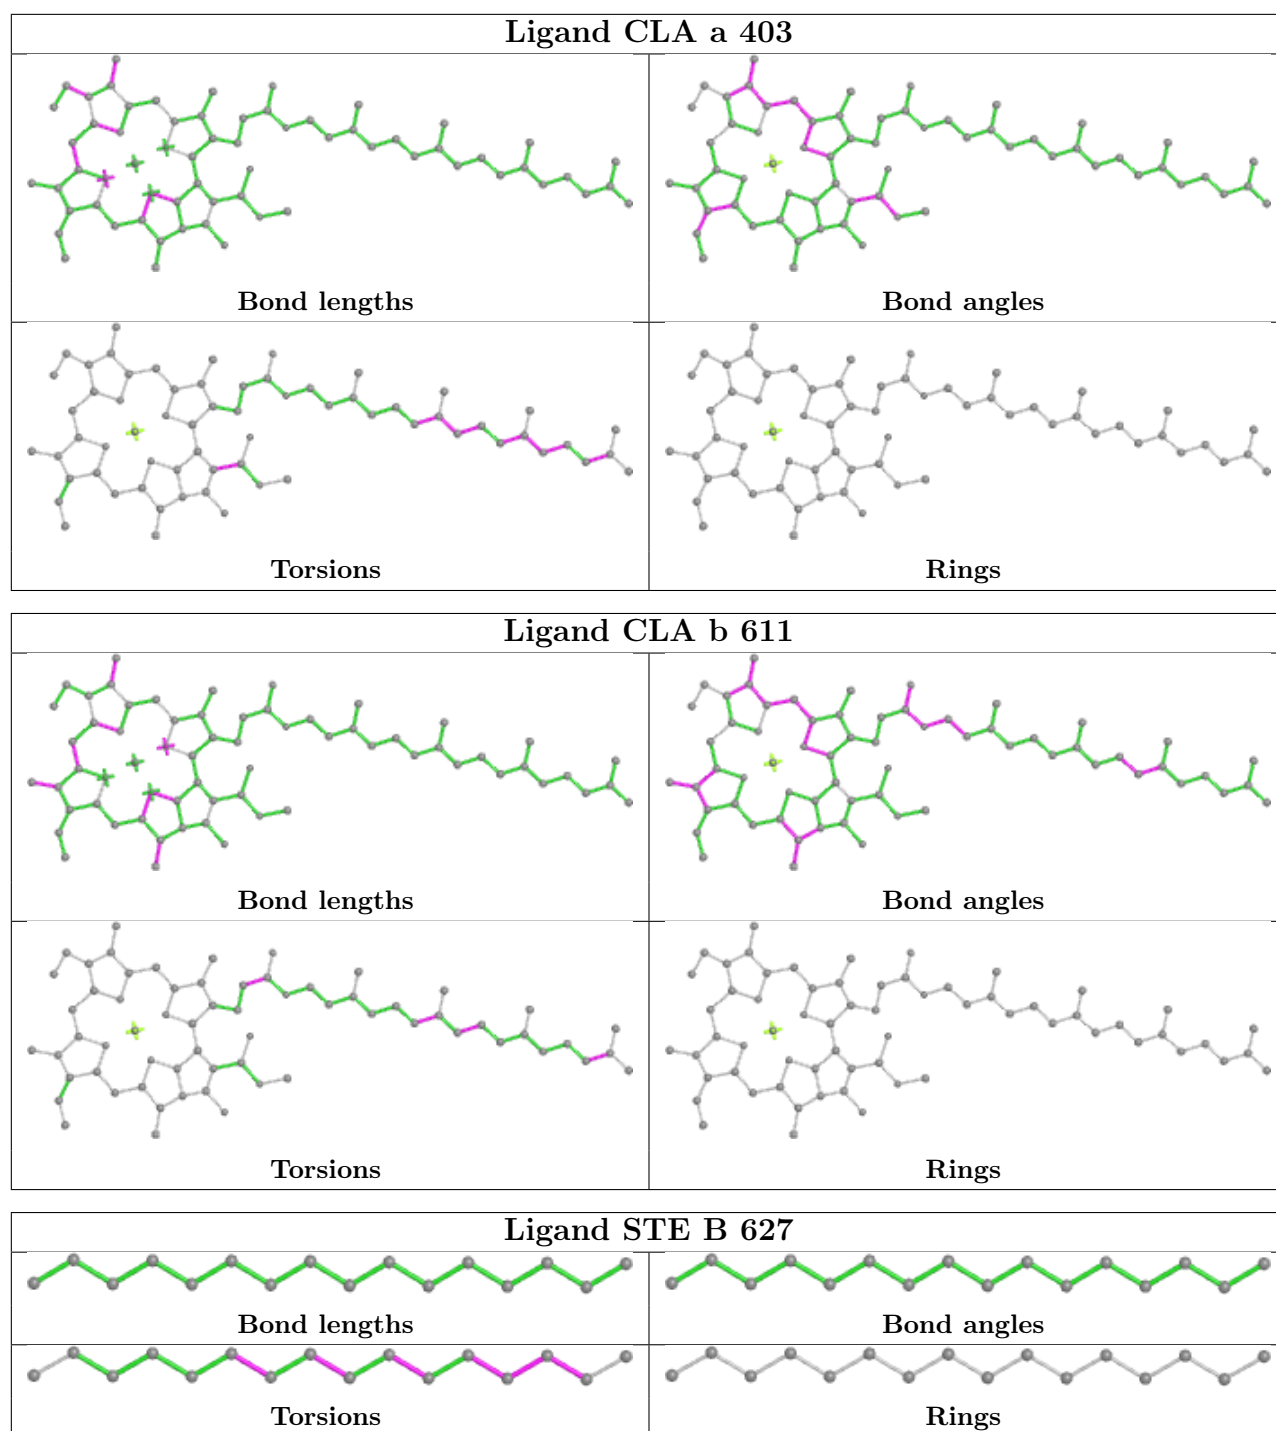 Ligand CLA a 403
Bond lengths
Bond angles
Torsions
Rings
Ligand CLA b 611
Bond lengths
Bond angles
Torsions
Rings
Ligand STE B 627
Bond lengths
Bond angles
Torsions
Rings